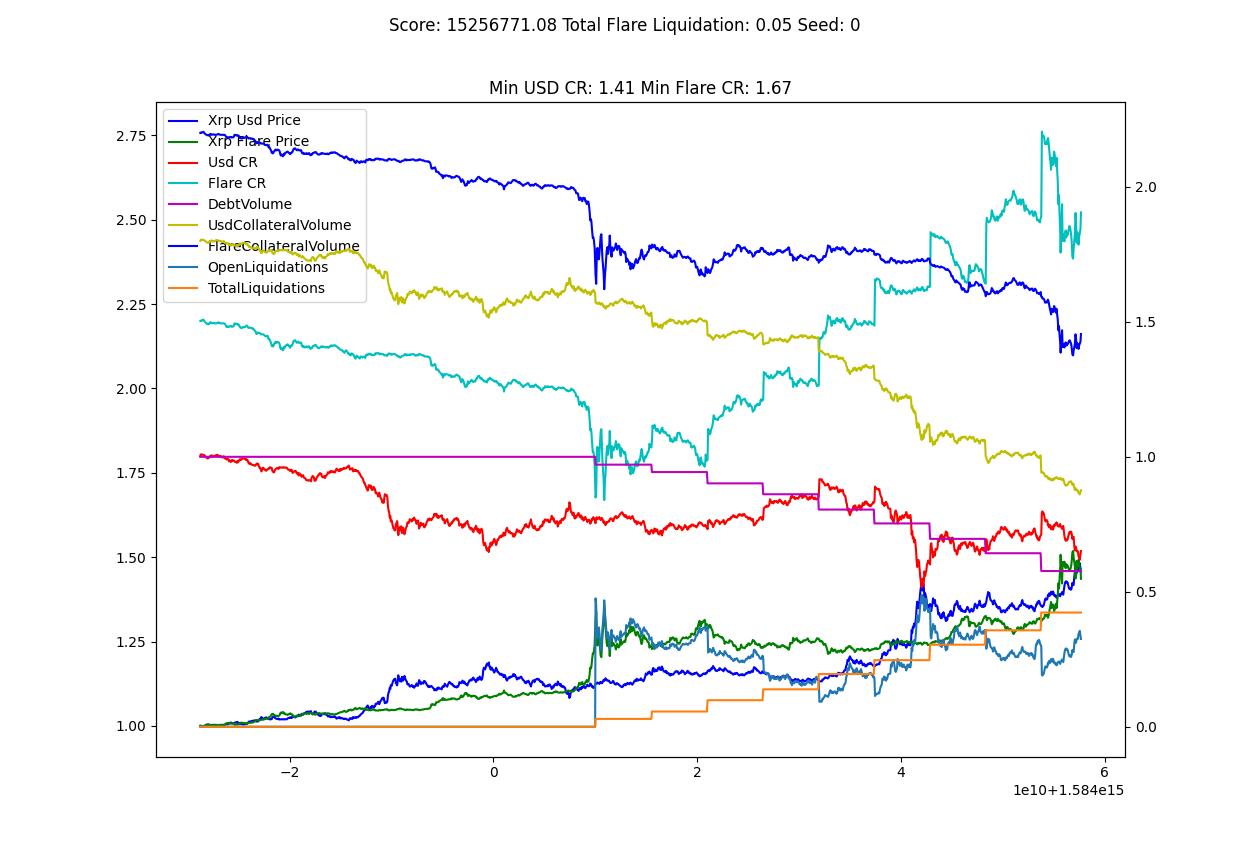 Score: 15256771.08 Total Flare Liquidation: 0.05 Seed: 0
Min USD CR: 1.41 Min Flare CR: 1.67
Xrp Usd Price
Xrp Flare Price
Usd CR
Flare CR
DebtVolume
UsdCollateralVolume
FlareCollateralVolume
OpenLiquidations
TotalLiquidations
2.75
2.50
2.25
2.00
1.75
1.50
1.25
1.00
2.0
1.5
1.0
0.5
0.0
−2 0 2 4 6
1e10+1.584e15